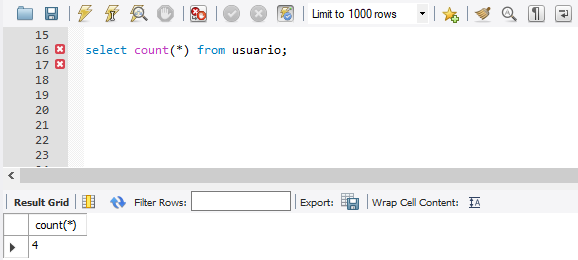 Limit to 1000 rows
15
16 select count(*) from usuario;
17
18
19
20
21
22
23
Result Grid Filter Rows: Export: Wrap Cell Content: IA
count(*)
4